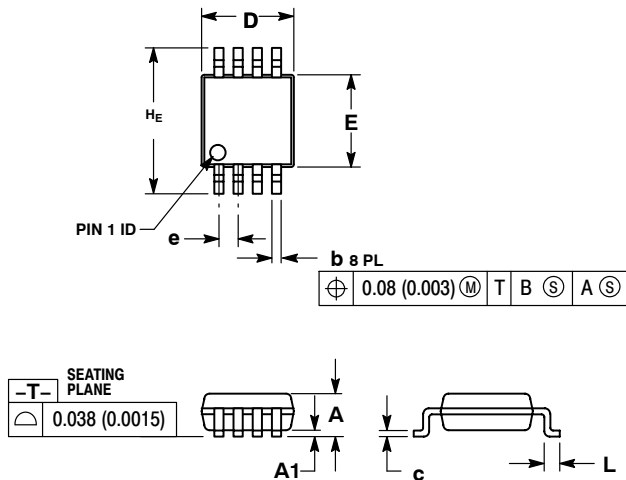 D
HE
E
PIN 1 ID
e
b 8 PL
0.08 (0.003) Ⓜ T B Ⓢ A Ⓢ
–T–
SEATING
PLANE
0.038 (0.0015)
A
A1
c
L